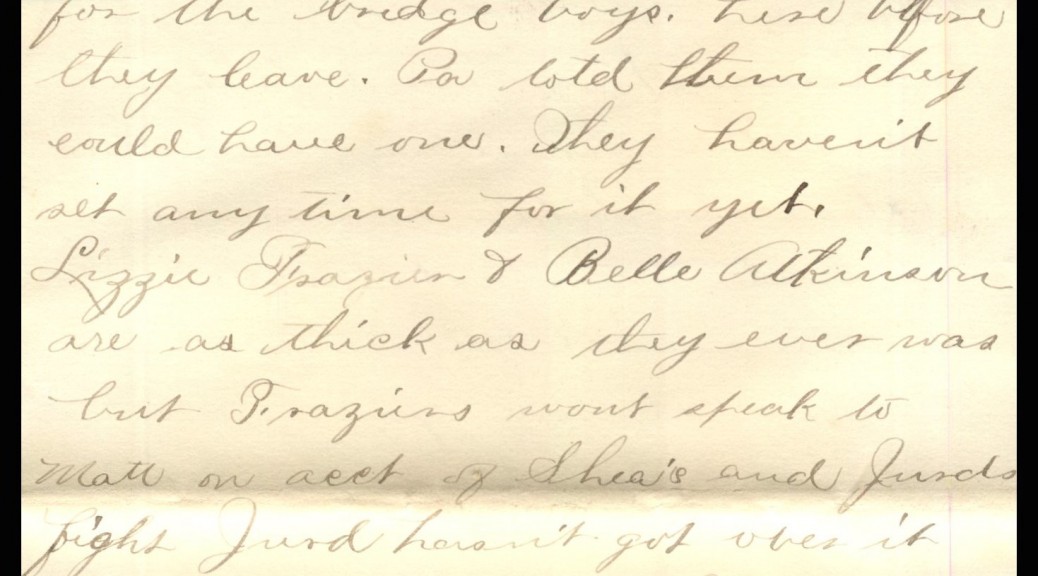 for the bridge boys. here before
they leave. Pa told them they
could have one. They haven't
set any time for it yet.
Lizzie Frazier & Belle Atkinson
are as thick as they ever was
but Fraziers wont speak to
Matt on acct of Shea's and Jurds
fight Jurd hasn't got over it